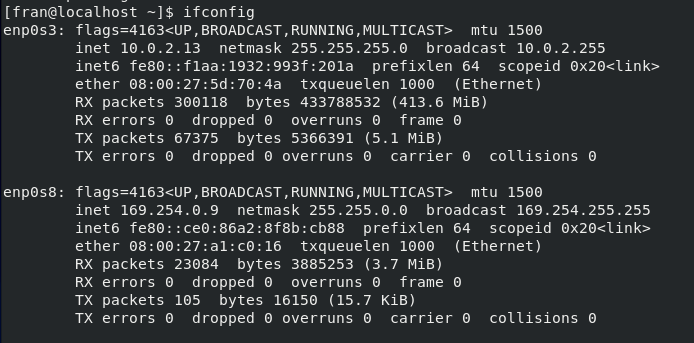 [fran@localhost ~]$ ifconfig
enp0s3: flags=4163<UP,BROADCAST,RUNNING,MULTICAST>  mtu 1500
        inet 10.0.2.13  netmask 255.255.255.0  broadcast 10.0.2.255
        inet6 fe80::f1aa:1932:993f:201a  prefixlen 64  scopeid 0x20<link>
        ether 08:00:27:5d:70:4a  txqueuelen 1000  (Ethernet)
        RX packets 300118  bytes 433788532 (413.6 MiB)
        RX errors 0  dropped 0  overruns 0  frame 0
        TX packets 67375  bytes 5366391 (5.1 MiB)
        TX errors 0  dropped 0 overruns 0  carrier 0  collisions 0

enp0s8: flags=4163<UP,BROADCAST,RUNNING,MULTICAST>  mtu 1500
        inet 169.254.0.9  netmask 255.255.0.0  broadcast 169.254.255.255
        inet6 fe80::ce0:86a2:8f8b:cb88  prefixlen 64  scopeid 0x20<link>
        ether 08:00:27:a1:c0:16  txqueuelen 1000  (Ethernet)
        RX packets 23084  bytes 3885253 (3.7 MiB)
        RX errors 0  dropped 0  overruns 0  frame 0
        TX packets 105  bytes 16150 (15.7 KiB)
        TX errors 0  dropped 0 overruns 0  carrier 0  collisions 0